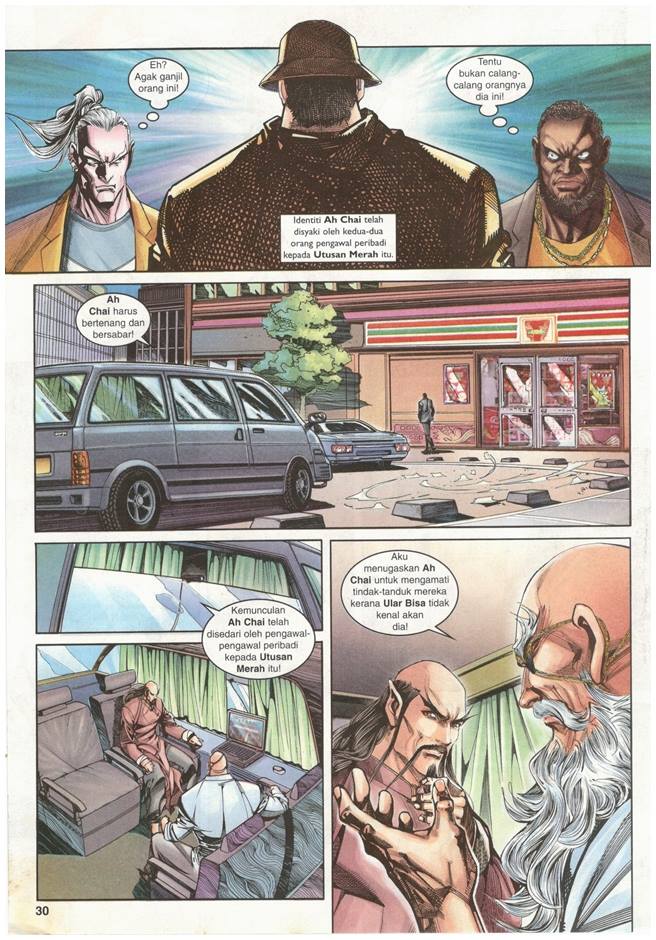 Eh?
Agak ganjil
orang ini!
Tentu
bukan calang-
calang orangnya
dia ini!
Identiti Ah Chai telah
disyaki oleh kedua-dua
orang pengawal peribadi
kepada Utusan Merah itu.
Ah
Chai harus
bertenang dan
bersabar!
Kemunculan
Ah Chai telah
disedari oleh pengawal-
pengawal peribadi
kepada Utusan
Merah itu!
Aku
menugaskan Ah
Chai untuk mengamati
tindak-tanduk mereka
kerana Ular Bisa tidak
kenal akan
dia!
30